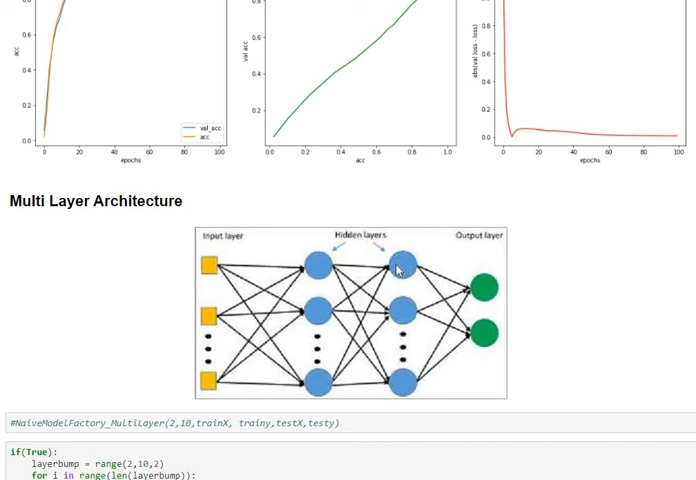 0.8
0.6
0.4
0.2
0.0
acc
0 20 40 60 80 100
epochs
val_acc
acc
0.8
0.6
0.4
0.2
val acc
0.0 0.2 0.4 0.6 0.8 1.0
acc
0.8
0.6
0.4
0.2
0.0
abs(val loss - loss)
0 20 40 60 80 100
epochs
Multi Layer Architecture
Input layer Hidden layers Output layer
#NaiveModelFactory_MultiLayer(2,10,trainX, trainy,testX,testy)
if(True):
layerbump = range(2,10,2)
for i in range(len(layerbump)):